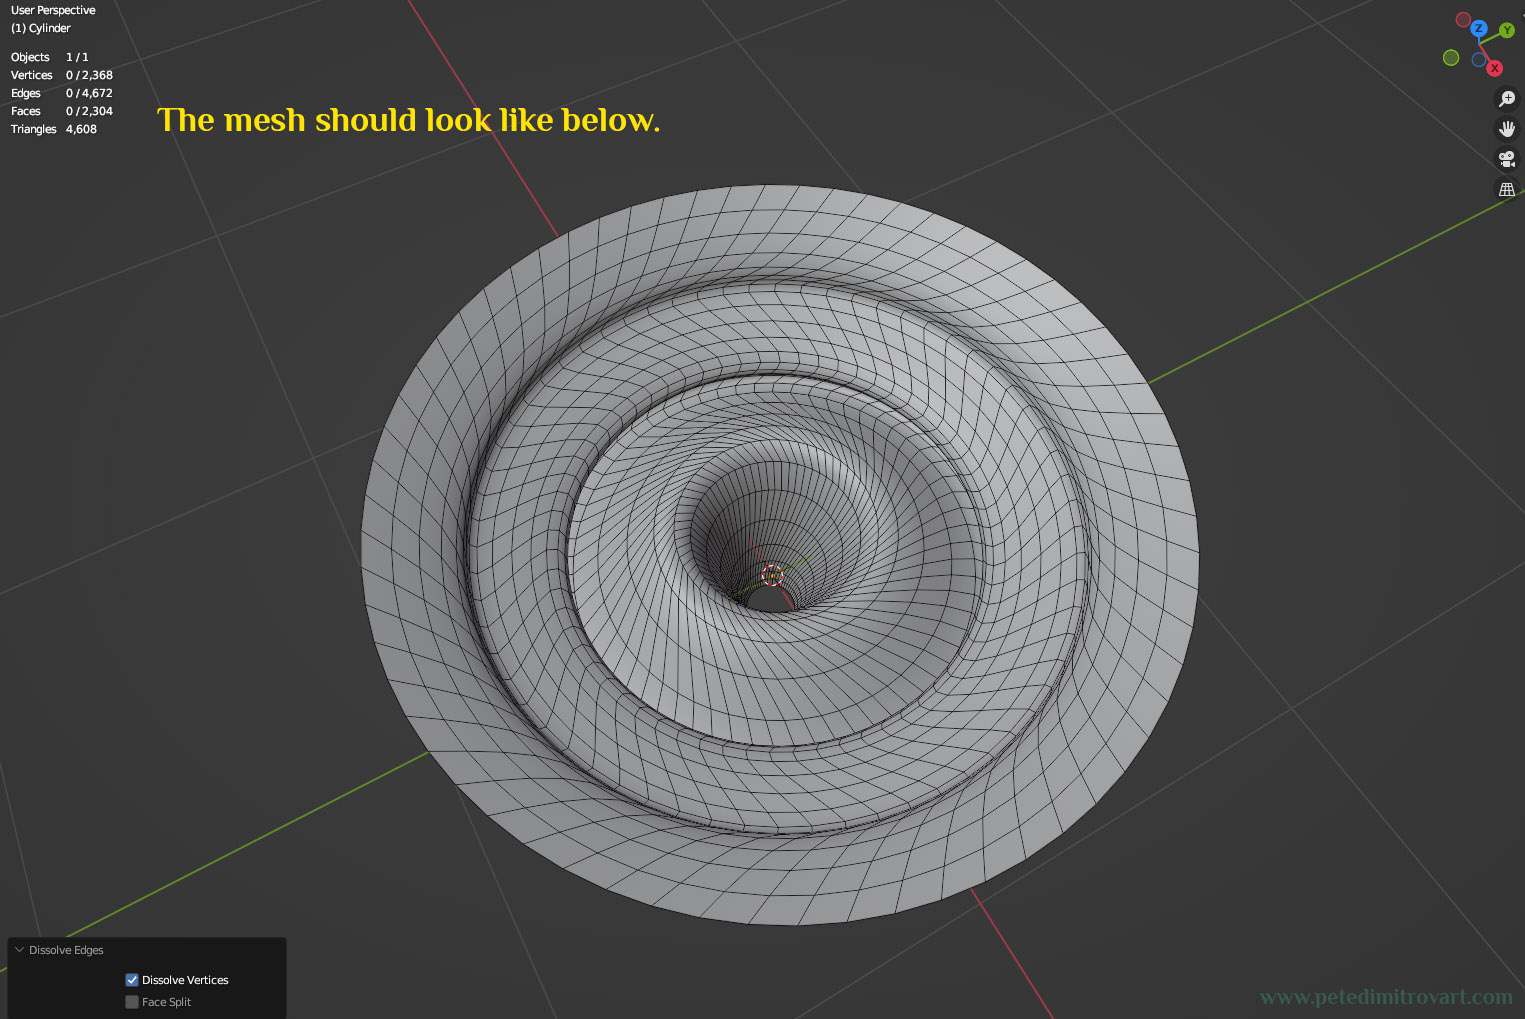 User Perspective
(1) Cylinder
Objects 1 / 1
Vertices 0 / 2,368
Edges 0 / 4,672
Faces 0 / 2,304
Triangles 4,608
The mesh should look like below.
Z
Y
X
Dissolve Edges
Dissolve Vertices
Face Split
www.petedimitrovart.com